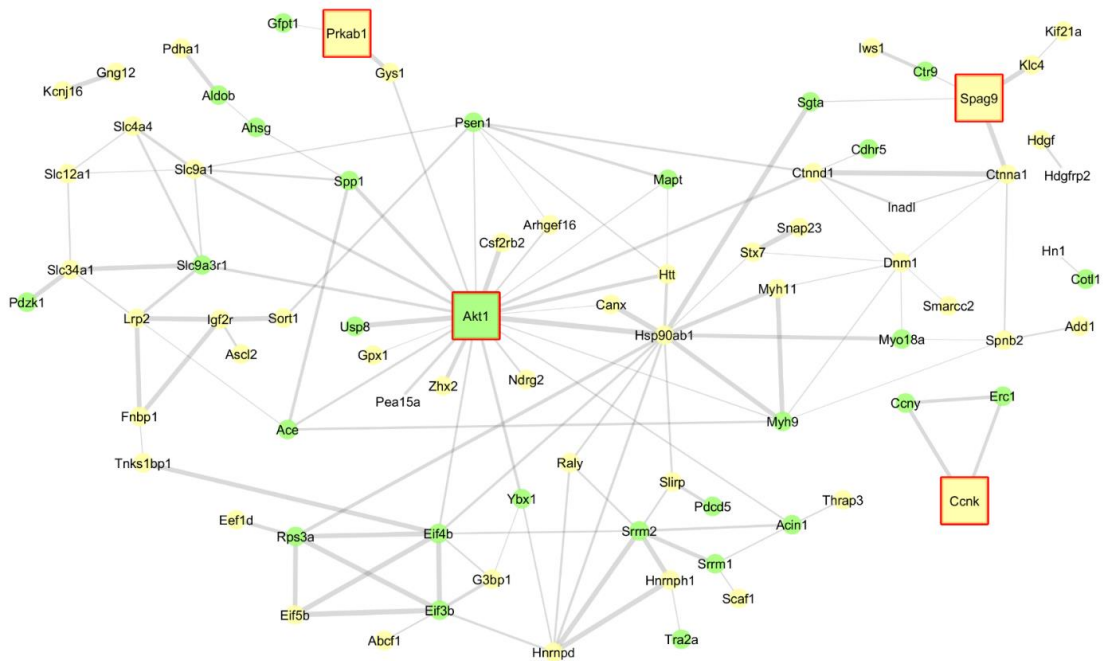 Gfpt1
Prkab1
Kif21a
Pdha1
Iws1
Gng12
Gys1
Ctr9
Klc4
Kcnj16
Aldob
Spag9
Sgta
Slc4a4
Ahsg
Psen1
Hdgf
Cdhr5
Slc12a1
Slc9a1
Spp1
Mapt
Ctnnd1
Ctnna1
Hdgfrp2
Inadl
Arhgef16
Snap23
Csf2rb2
Stx7
Hn1
Slc34a1
Slc9a3r1
Htt
Dnm1
Cotl1
Myh11
Pdzk1
Canx
Smarcc2
Lrp2
Igf2r
Sort1
Akt1
Usp8
Hsp90ab1
Add1
Myo18a
Spnb2
Ascl2
Gpx1
Ndrg2
Zhx2
Pea15a
Erc1
Ccny
Fnbp1
Ace
Myh9
Tnks1bp1
Raly
Slirp
Ybx1
Ccnk
Thrap3
Pdcd5
Eef1d
Rps3a
Eif4b
Srrm2
Acin1
Srrm1
G3bp1
Hnrnph1
Scaf1
Eif5b
Eif3b
Abcf1
Tra2a
Hnrnpd